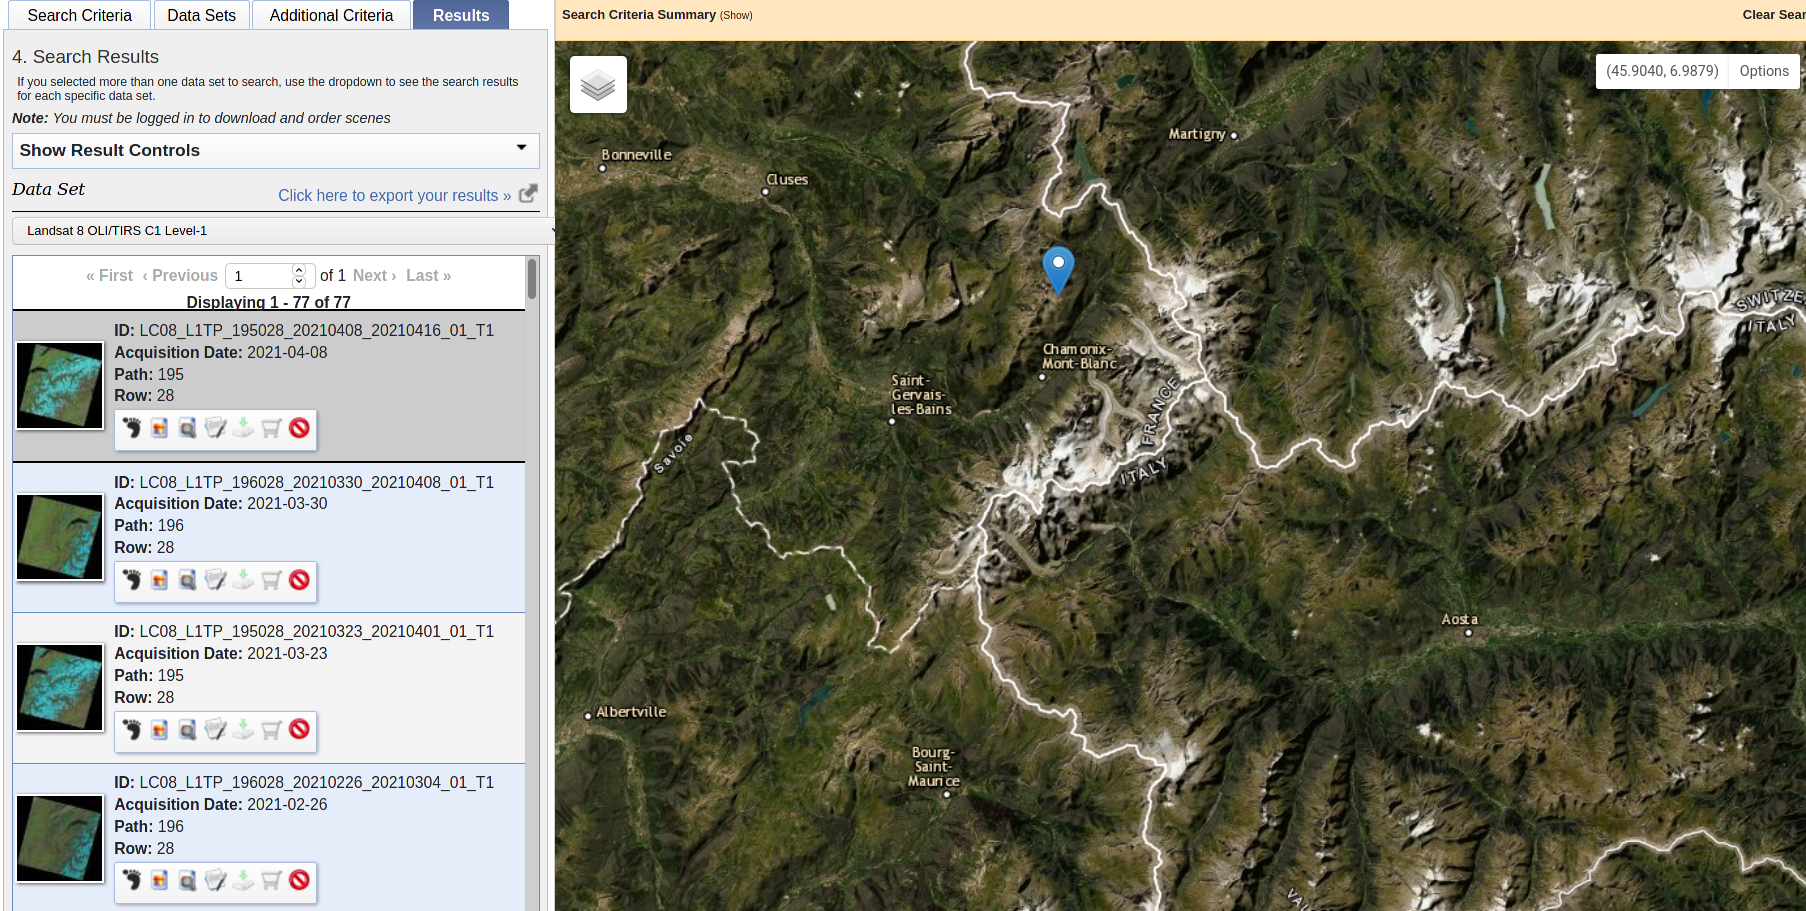 Search Criteria
Data Sets
Additional Criteria
Results
4. Search Results
If you selected more than one data set to search, use the dropdown to see the search results
for each specific data set.
Note: You must be logged in to download and order scenes
Show Result Controls
Data Set
Click here to export your results »
Landsat 8 OLI/TIRS C1 Level-1
« First ‹ Previous 1 of 1 Next › Last »
Displaying 1 - 77 of 77
ID: LC08_L1TP_195028_20210408_20210416_01_T1
Acquisition Date: 2021-04-08
Path: 195
Row: 28
ID: LC08_L1TP_196028_20210330_20210408_01_T1
Acquisition Date: 2021-03-30
Path: 196
Row: 28
ID: LC08_L1TP_195028_20210323_20210401_01_T1
Acquisition Date: 2021-03-23
Path: 195
Row: 28
ID: LC08_L1TP_196028_20210226_20210304_01_T1
Acquisition Date: 2021-02-26
Path: 196
Row: 28
Search Criteria Summary (Show)
Clear Sear
(45.9040, 6.9879)
Options
Martigny
Bonneville
Cluses
SWITZE
ITALY
Chamonix-
Mont-Blanc
Saint-
Gervais-
les-Bains
FRANCE
ITALY
Savoie
Aosta
Albertville
Bourg-
Saint-
Maurice
VAL